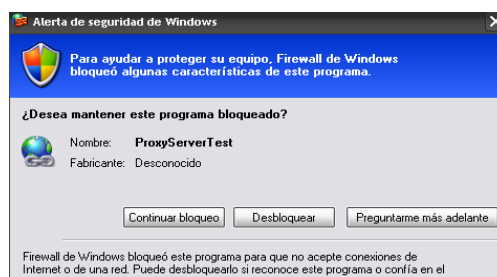 Alerta de seguridad de Windows
Para ayudar a proteger su equipo, Firewall de Windows
bloqueó algunas características de este programa.
¿Desea mantener este programa bloqueado?
Nombre: ProxyServerTest
Fabricante: Desconocido
Continuar bloqueo Desbloquear Preguntarme más adelante
Firewall de Windows bloqueó este programa para que no acepte conexiones de
Internet o de una red. Puede desbloquearlo si reconoce este programa o confía en el